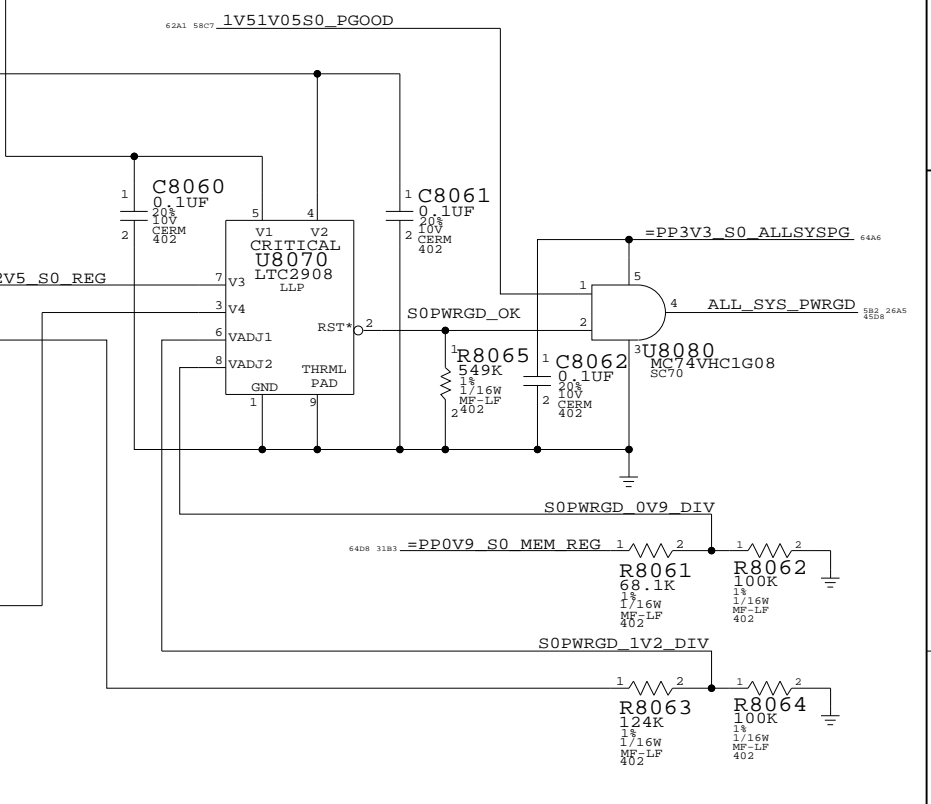 62A1 58C7 1V51V05S0_PGOOD
C8060
0.1UF
20%
10V
CERM
402
1
2
C8061
0.1UF
20%
10V
CERM
402
1
2
5
4
V1
V2
CRITICAL
U8070
LTC2908
LLP
2V5_S0_REG
7 V3
3 V4
6 VADJ1
8 VADJ2
RST* 2
THRML
PAD
GND
1
9
S0PWRGD_OK
=PP3V3_S0_ALLSYSPG 64A6
5
1
2
4
3
ALL_SYS_PWRGD 5B2 26A5
45D8
U8080
MC74VHC1G08
SC70
1
R8065
549K
1%
1/16W
MF-LF
402
2
1
C8062
0.1UF
20%
10V
CERM
402
2
S0PWRGD_0V9_DIV
64D8 31B3 =PP0V9_S0_MEM_REG
1 2
R8061
68.1K
1%
1/16W
MF-LF
402
1 2
R8062
100K
1%
1/16W
MF-LF
402
S0PWRGD_1V2_DIV
1 2
R8063
124K
1%
1/16W
MF-LF
402
1 2
R8064
100K
1%
1/16W
MF-LF
402